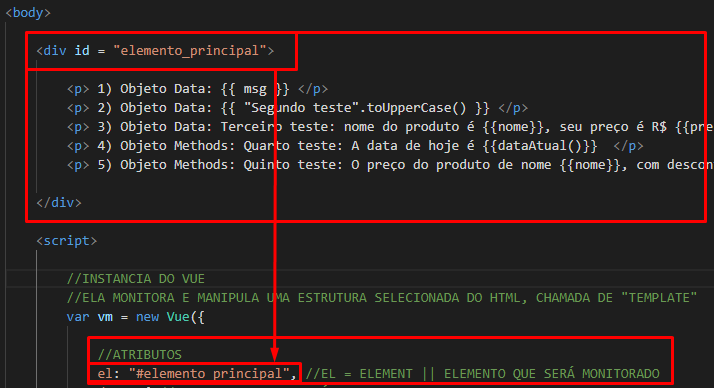 <body>
<div id = "elemento_principal">
<p> 1) Objeto Data: {{ msg }} </p>
<p> 2) Objeto Data: {{ "Segundo teste".toUpperCase() }} </p>
<p> 3) Objeto Data: Terceiro teste: nome do produto é {{nome}}, seu preço é R$ {{pre
<p> 4) Objeto Methods: Quarto teste: A data de hoje é {{dataAtual()}} </p>
<p> 5) Objeto Methods: Quinto teste: O preço do produto de nome {{nome}}, com descon
</div>
<script>
//INSTANCIA DO VUE
//ELA MONITORA E MANIPULA UMA ESTRUTURA SELECIONADA DO HTML, CHAMADA DE "TEMPLATE"
var vm = new Vue({
//ATRIBUTOS
el: "#elemento_principal", //EL = ELEMENT || ELEMENTO QUE SERÁ MONITORADO